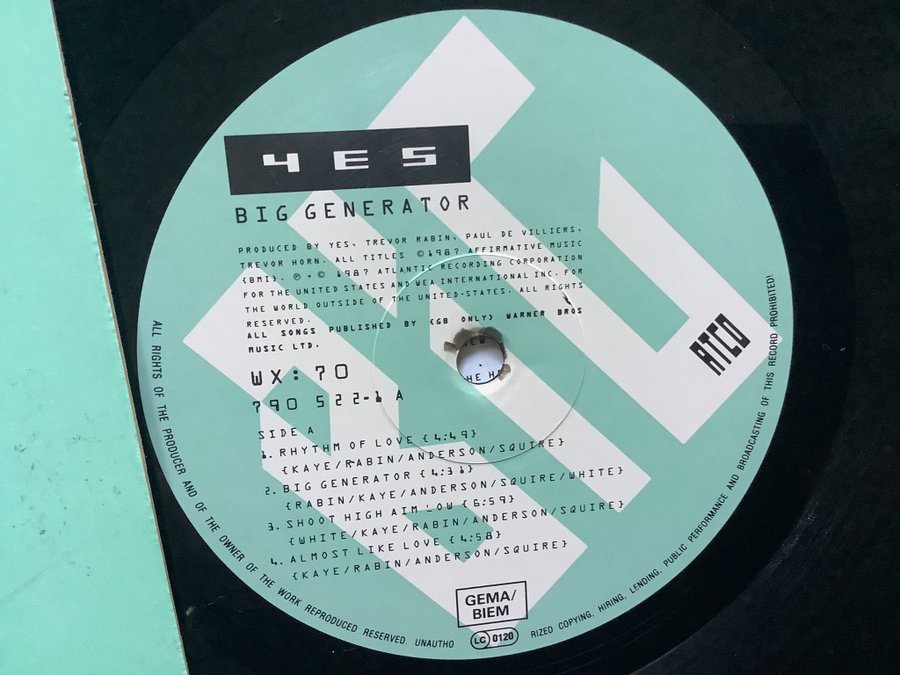 YES
BIG GENERATOR
PRODUCED BY YES, TREVOR RABIN, PAUL DE VILLIERS,
TREVOR HORN. ALL TITLES ©1987 AFFIRMATIVE MUSIC
{BMI}. ℗ + © 1987 ATLANTIC RECORDING CORPORATION
FOR THE UNITED STATES AND WEA INTERNATIONAL INC. FOR
THE WORLD OUTSIDE OF THE UNITED-STATES. ALL RIGHTS
RESERVED.
ALL SONGS PUBLISHED BY {GB ONLY} WARNER BROS
MUSIC LTD.
WX: 70
790 522-1 A
SIDE A
1. RHYTHM OF LOVE {4:49}
{KAYE/RABIN/ANDERSON/SQUIRE}
2. BIG GENERATOR {4:31}
{RABIN/KAYE/ANDERSON/SQUIRE/WHITE}
3. SHOOT HIGH AIM LOW {6:59}
{WHITE/KAYE/RABIN/ANDERSON/SQUIRE}
4. ALMOST LIKE LOVE {4:58}
{KAYE/RABIN/ANDERSON/SQUIRE}
ATCO
HE H
GEMA/
BIEM
LC 0120
ALL RIGHTS OF THE PRODUCER AND OF THE OWNER OF THE WORK REPRODUCED RESERVED. UNAUTHO RIZED COPYING, HIRING, LENDING, PUBLIC PERFORMANCE AND BROADCASTING OF THIS RECORD PROHIBITED!